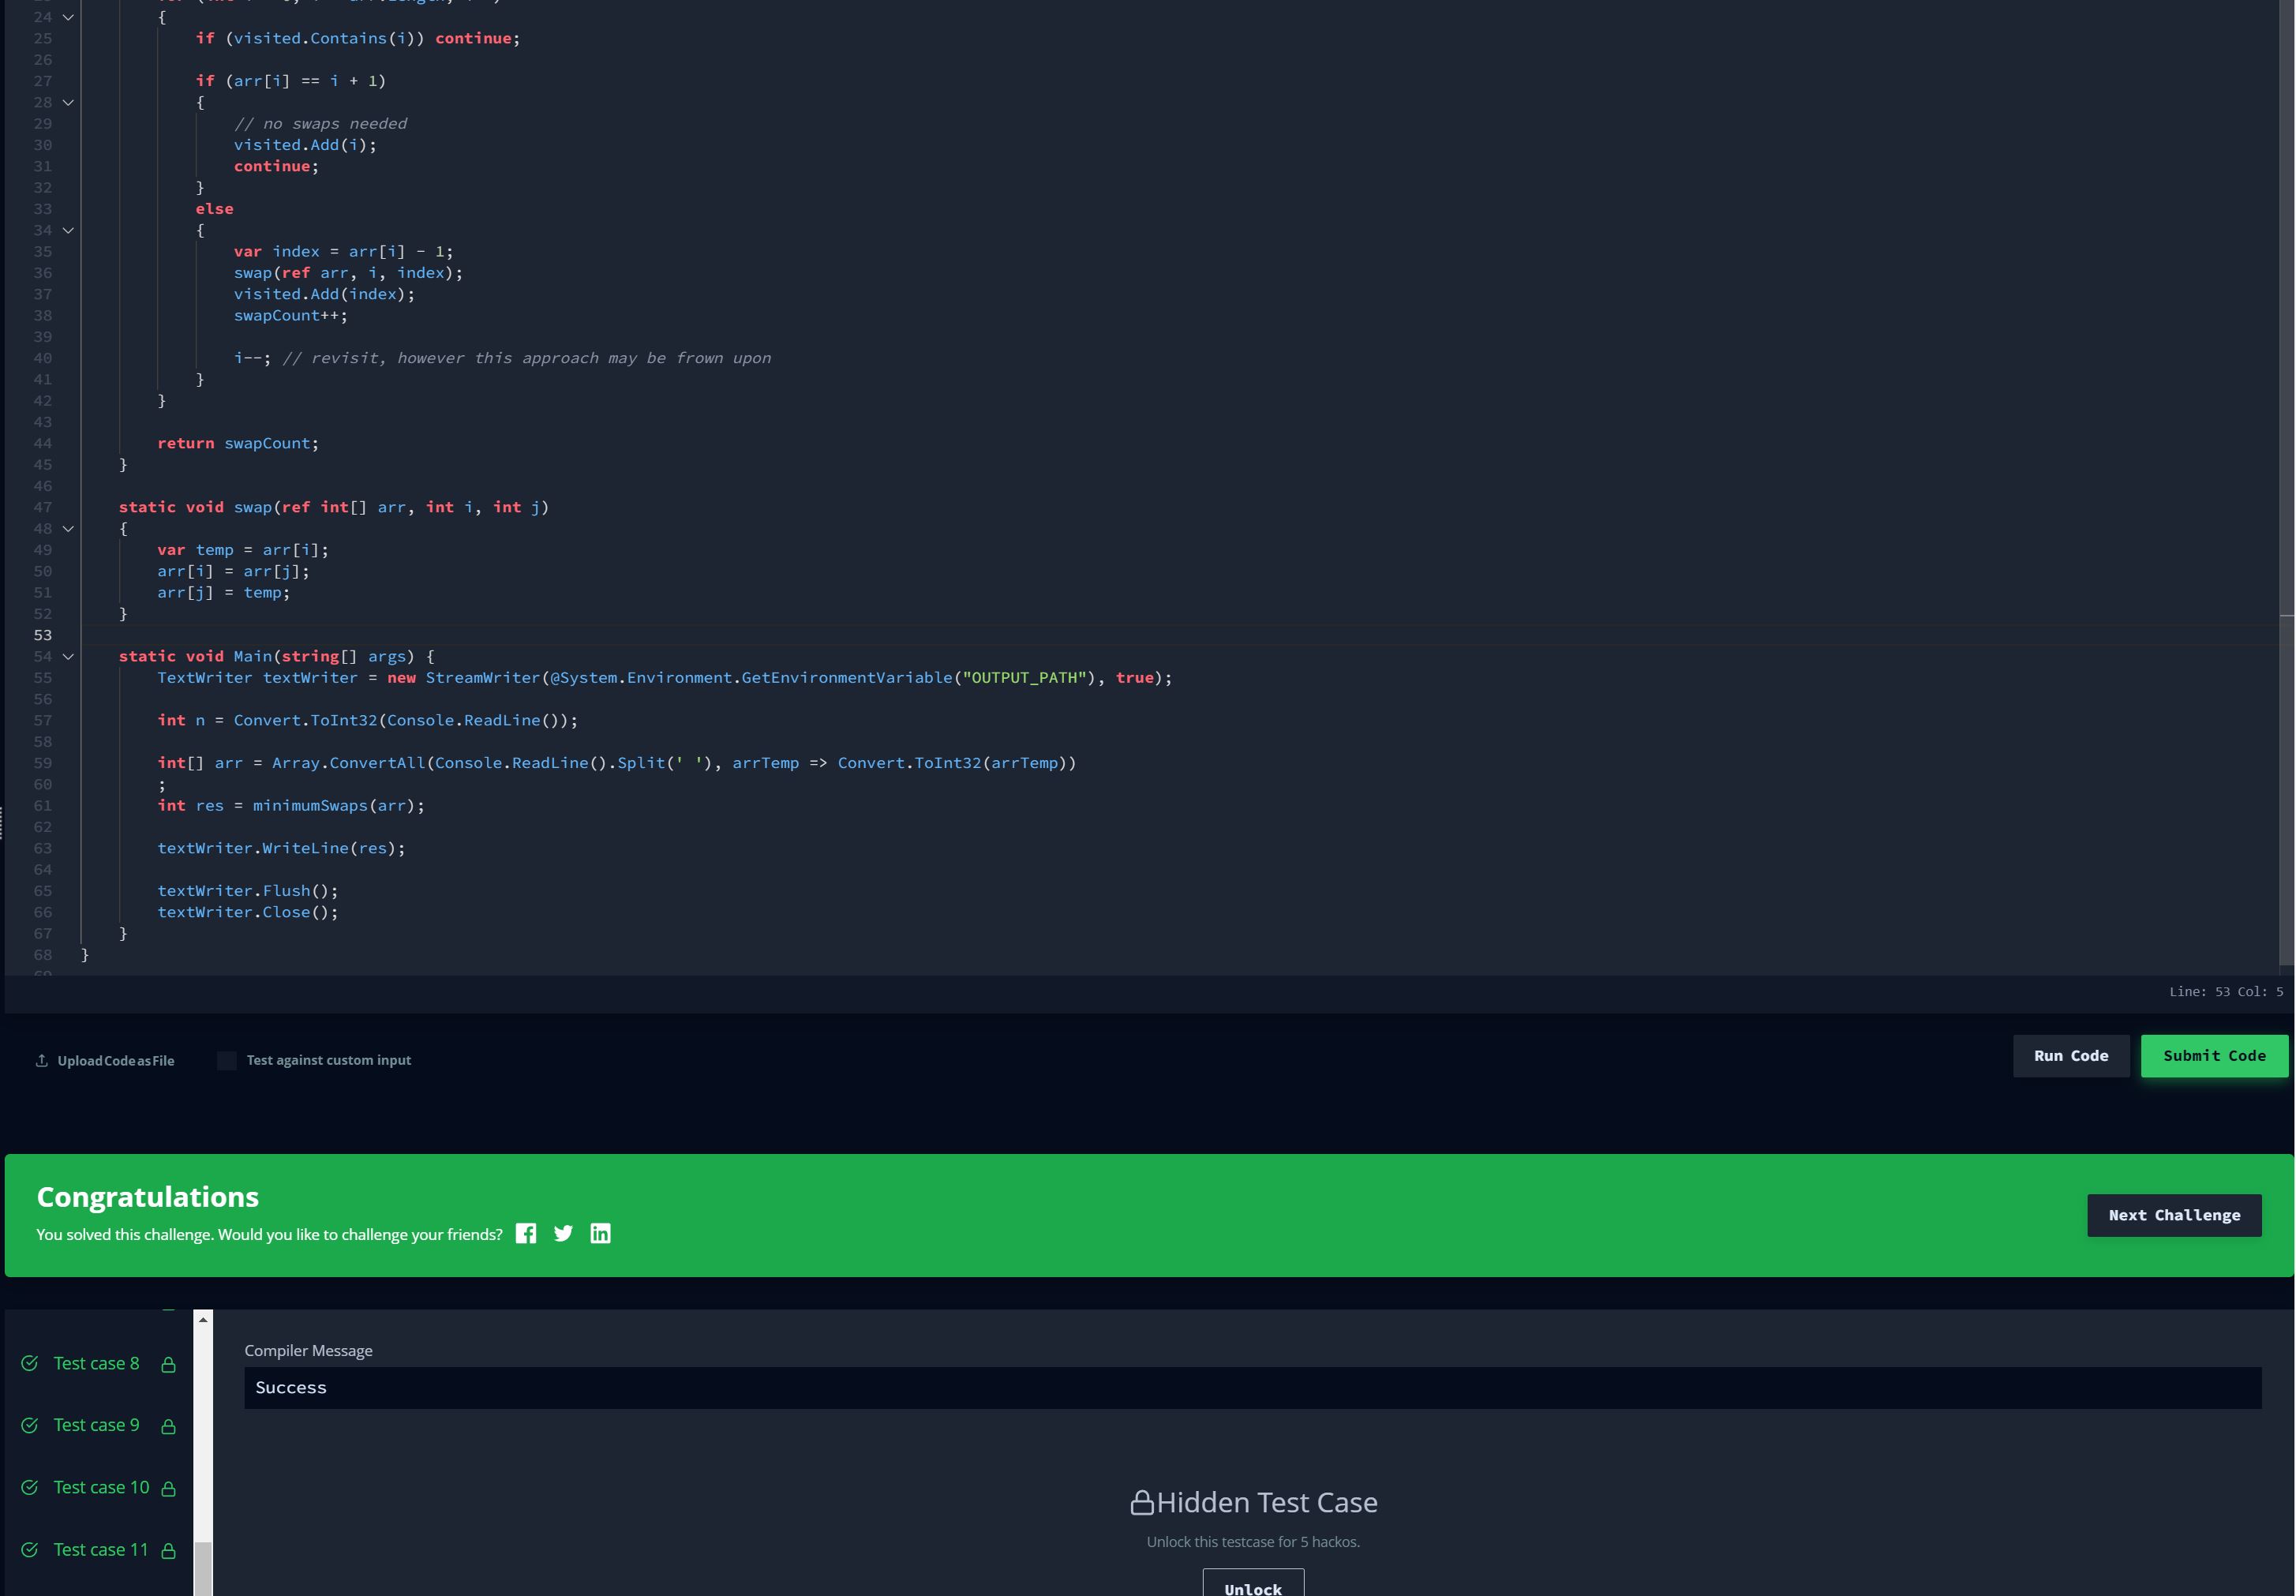 24 {
25 if (visited.Contains(i)) continue;
26
27 if (arr[i] == i + 1)
28 {
29 // no swaps needed
30 visited.Add(i);
31 continue;
32 }
33 else
34 {
35 var index = arr[i] - 1;
36 swap(ref arr, i, index);
37 visited.Add(index);
38 swapCount++;
39
40 i--; // revisit, however this approach may be frown upon
41 }
42 }
43
44 return swapCount;
45 }
46
47 static void swap(ref int[] arr, int i, int j)
48 {
49 var temp = arr[i];
50 arr[i] = arr[j];
51 arr[j] = temp;
52 }
53
54 static void Main(string[] args) {
55 TextWriter textWriter = new StreamWriter(@System.Environment.GetEnvironmentVariable("OUTPUT_PATH"), true);
56
57 int n = Convert.ToInt32(Console.ReadLine());
58
59 int[] arr = Array.ConvertAll(Console.ReadLine().Split(' '), arrTemp => Convert.ToInt32(arrTemp))
60 ;
61 int res = minimumSwaps(arr);
62
63 textWriter.WriteLine(res);
64
65 textWriter.Flush();
66 textWriter.Close();
67 }
68 }
Line: 53 Col: 5
Upload Code as File
Test against custom input
Run Code
Submit Code
Congratulations
You solved this challenge. Would you like to challenge your friends?
Next Challenge
Test case 8
Test case 9
Test case 10
Test case 11
Compiler Message
Success
Hidden Test Case
Unlock this testcase for 5 hackos.
Unlock